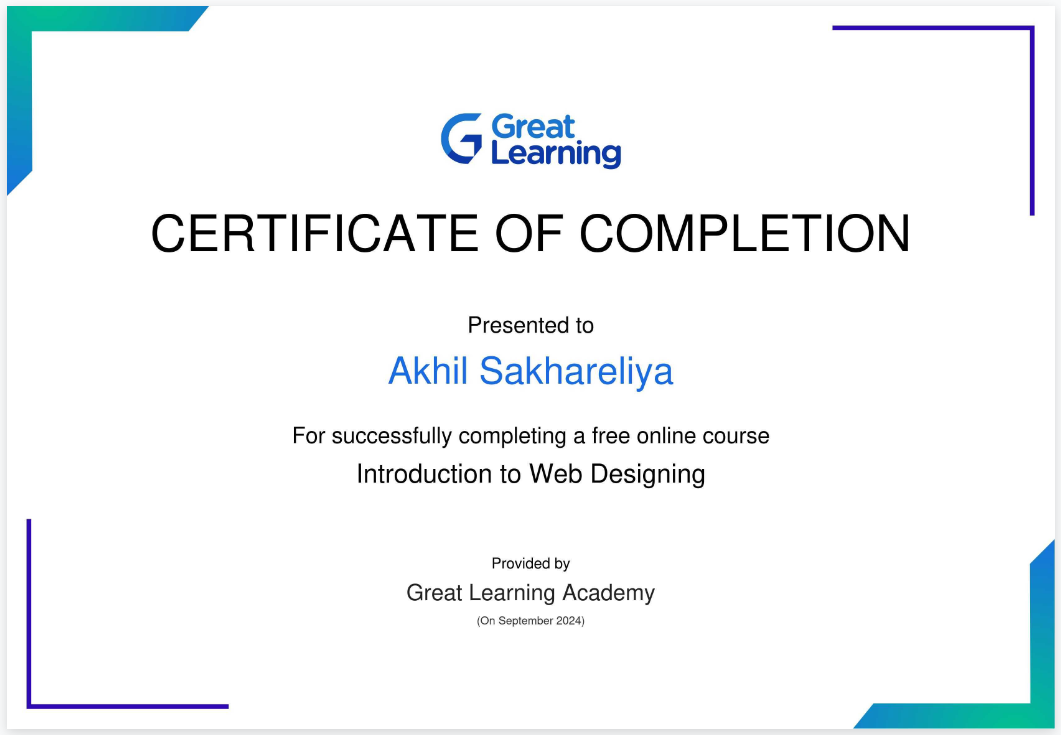 Great
Learning
CERTIFICATE OF COMPLETION
Presented to
Akhil Sakhareliya
For successfully completing a free online course
Introduction to Web Designing
Provided by
Great Learning Academy
(On September 2024)